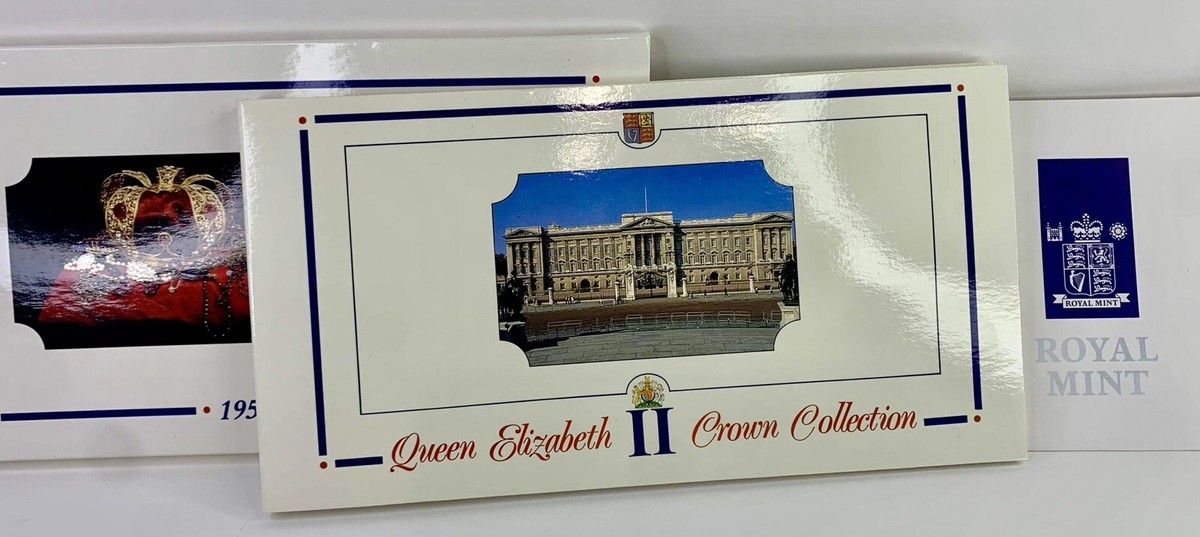 195
Queen Elizabeth II Crown Collection
ROYAL MINT
ROYAL
MINT